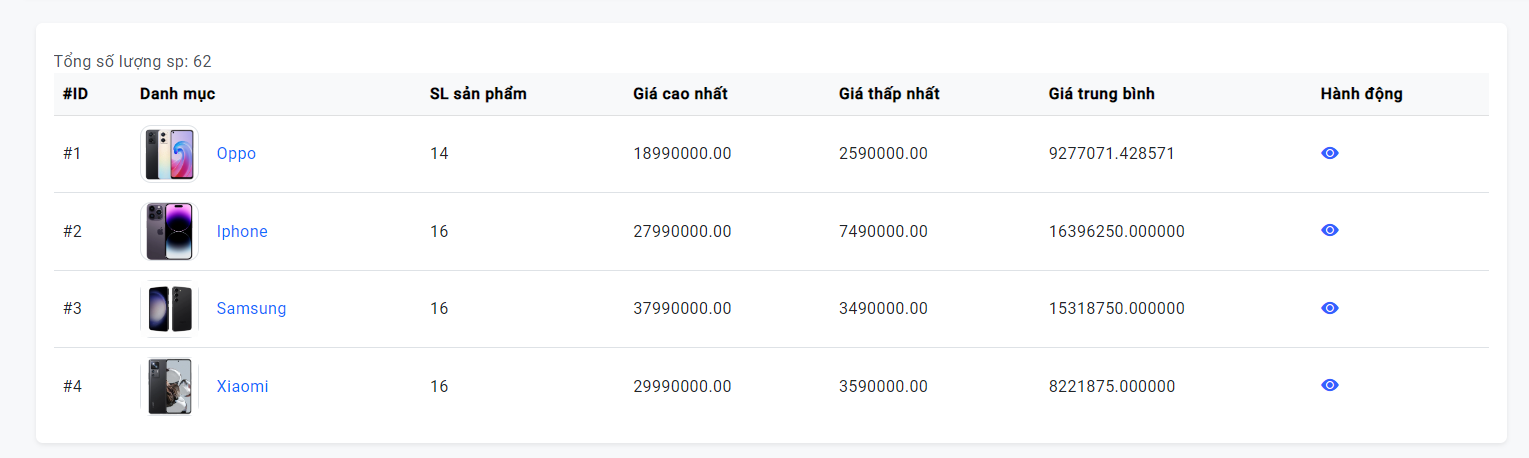 Tổng số lượng sp: 62
#ID Danh mục SL sản phẩm Giá cao nhất Giá thấp nhất Giá trung bình Hành động
#1 Oppo 14 18990000.00 2590000.00 9277071.428571
#2 Iphone 16 27990000.00 7490000.00 16396250.000000
#3 Samsung 16 37990000.00 3490000.00 15318750.000000
#4 Xiaomi 16 29990000.00 3590000.00 8221875.000000